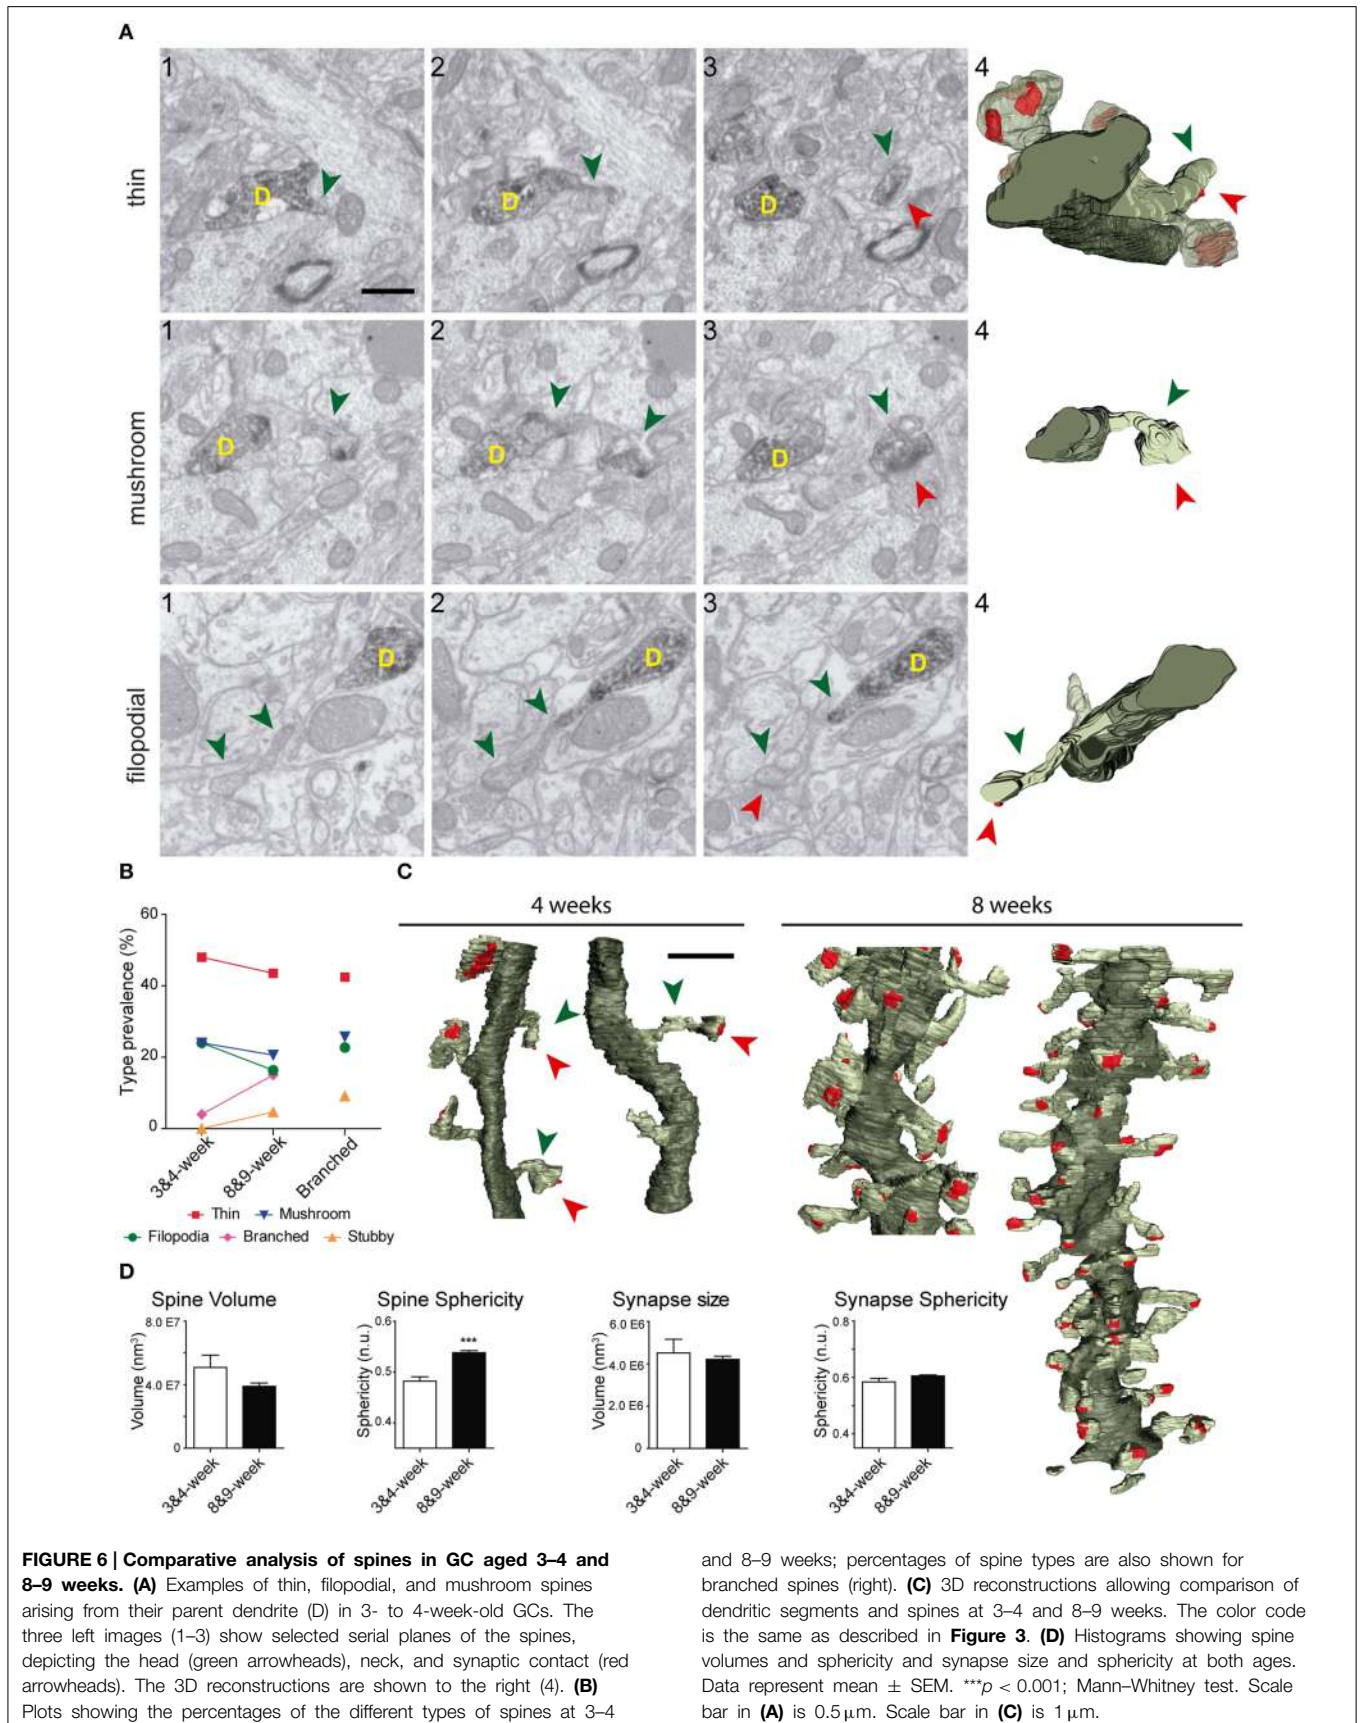 A
1
2
3
4
thin
D
D
D
1
2
3
4
mushroom
D
D
D
1
2
3
4
filopodial
D
D
D
B
Type prevalence (%)
60
40
20
0
3&4-week
8&9-week
Branched
Thin
Mushroom
Filopodia
Branched
Stubby
C
4 weeks
8 weeks
D
Spine Volume
Volume (nm³)
8.0 E7
4.0 E7
0
3&4-week
8&9-week
Spine Sphericity
Sphericity (n.u.)
0.6
0.5
0.4
***
3&4-week
8&9-week
Synapse size
Volume (nm³)
6.0 E6
4.0 E6
2.0 E6
0
3&4-week
8&9-week
Synapse Sphericity
Sphericity (n.u.)
0.8
0.6
0.4
3&4-week
8&9-week
FIGURE 6 | Comparative analysis of spines in GC aged 3–4 and
8–9 weeks. (A) Examples of thin, filopodial, and mushroom spines
arising from their parent dendrite (D) in 3- to 4-week-old GCs. The
three left images (1–3) show selected serial planes of the spines,
depicting the head (green arrowheads), neck, and synaptic contact (red
arrowheads). The 3D reconstructions are shown to the right (4). (B)
Plots showing the percentages of the different types of spines at 3–4
and 8–9 weeks; percentages of spine types are also shown for
branched spines (right). (C) 3D reconstructions allowing comparison of
dendritic segments and spines at 3–4 and 8–9 weeks. The color code
is the same as described in Figure 3. (D) Histograms showing spine
volumes and sphericity and synapse size and sphericity at both ages.
Data represent mean ± SEM. ***p < 0.001; Mann–Whitney test. Scale
bar in (A) is 0.5 μm. Scale bar in (C) is 1 μm.